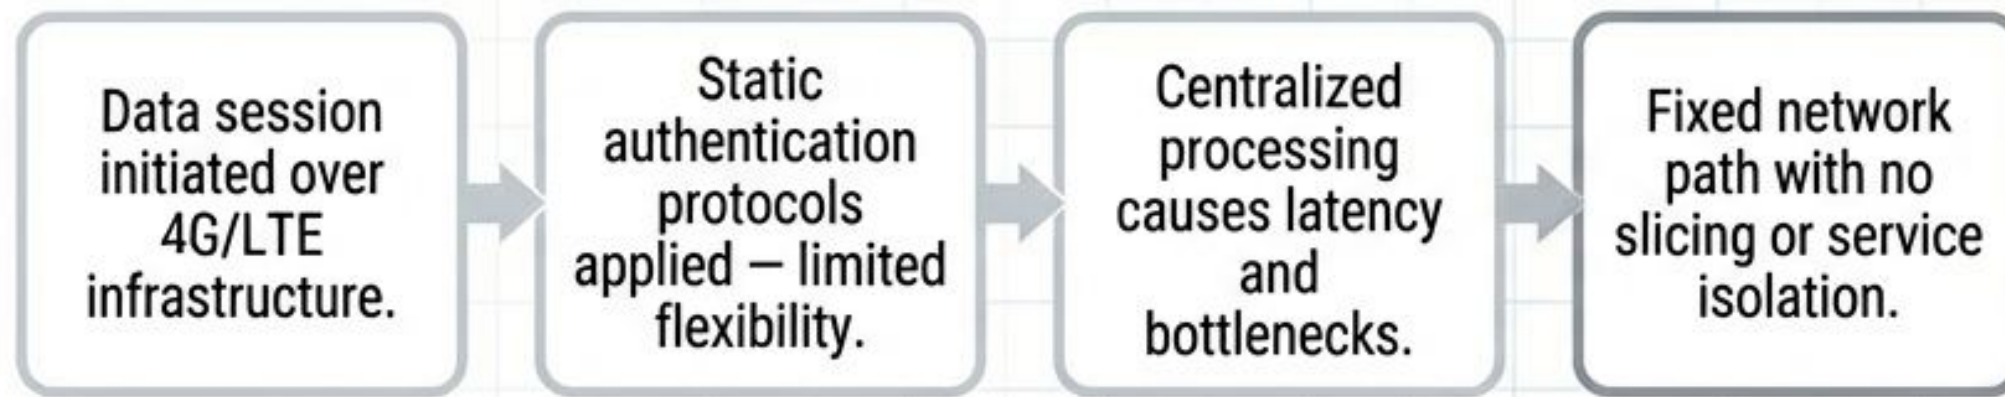 Data session
initiated over
4G/LTE
infrastructure.
Static
authentication
protocols
applied – limited
flexibility.
Centralized
processing
causes latency
and
bottlenecks.
Fixed network
path with no
slicing or service
isolation.